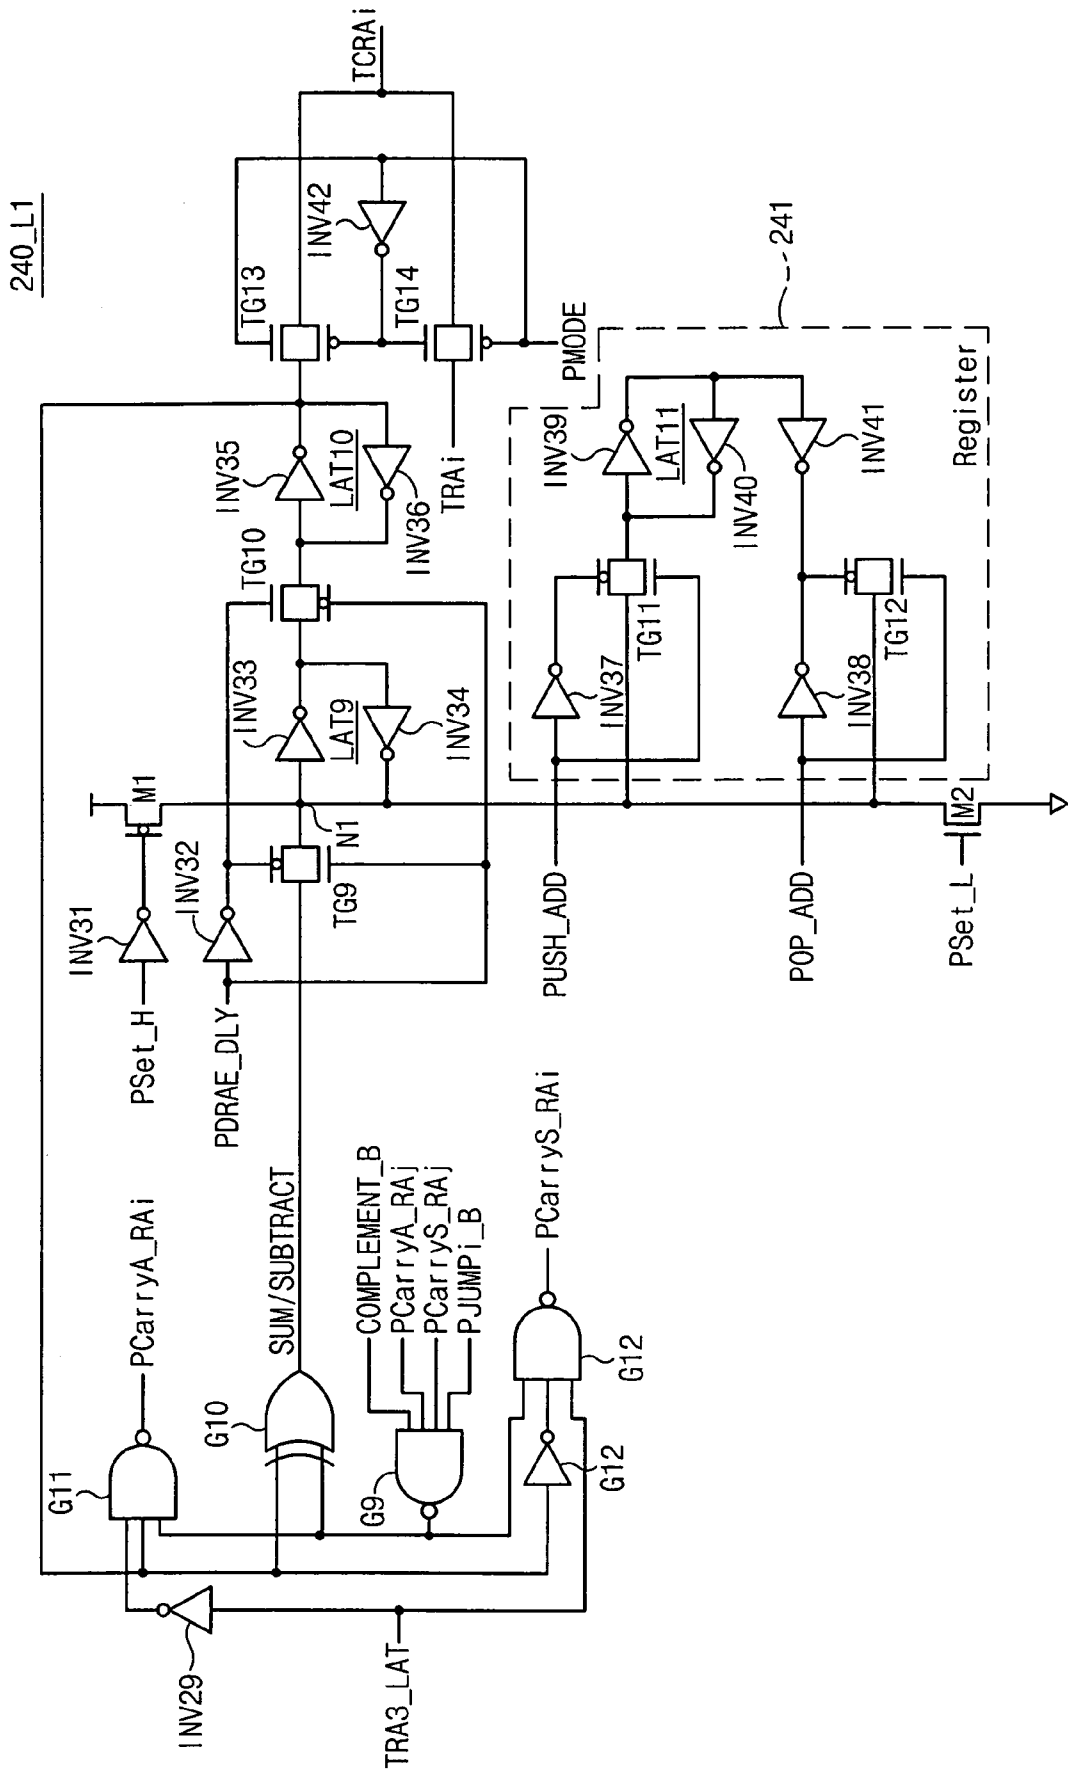 240_L1
TCRAi
TG13
INV42
TG14
PMODE
241
INV35
LAT10
INV36
TRAi
TG10
INV33
LAT9
INV34
M1
N1
INV31
INV32
TG9
PSet_H
PDRAE_DLY
INV39
LAT11
INV40
INV41
Register
TG11
TG12
INV37
INV38
M2
PUSH_ADD
POP_ADD
PSet_L
PCarryA_RAi
SUM/SUBTRACT
COMPLEMENT_B
PCarryA_RAj
PCarryS_RAj
PJUMPi_B
PCarryS_RAi
G11
G10
G9
G12
G12
INV29
TRA3_LAT